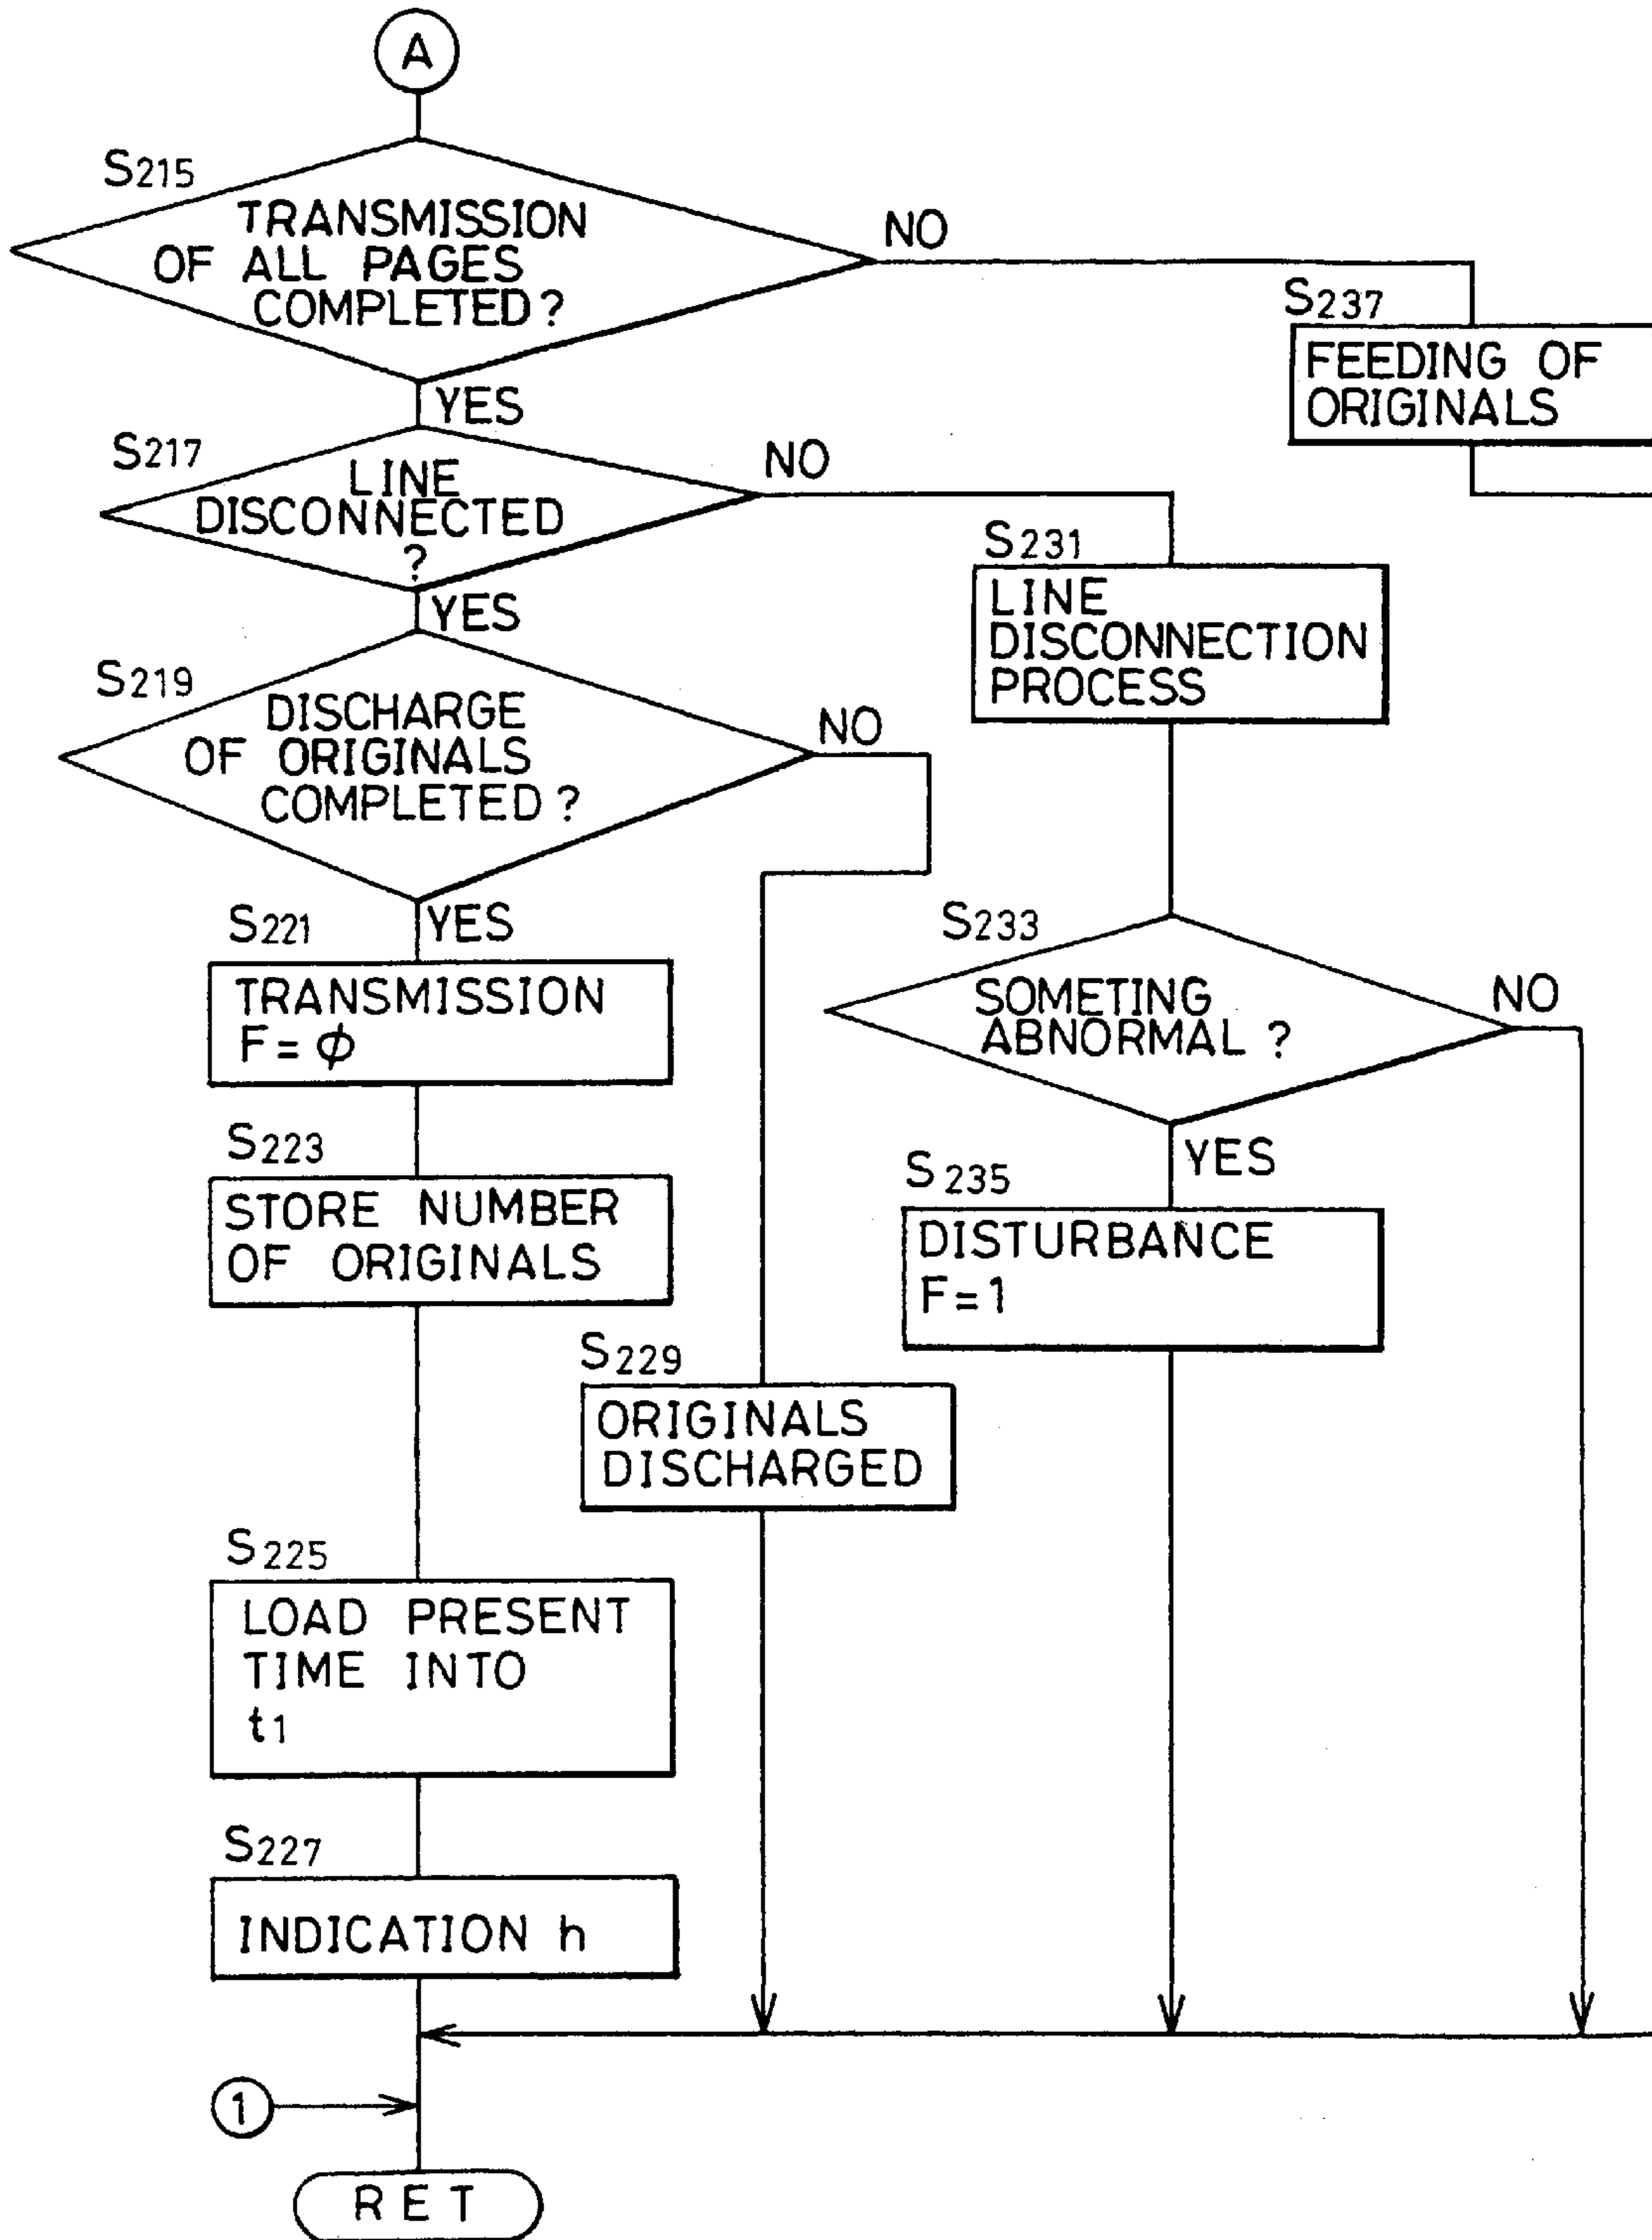 A
S215
TRANSMISSION
OF ALL PAGES
COMPLETED?
NO
YES
S237
FEEDING OF
ORIGINALS
S217
LINE
DISCONNECTED
?
NO
YES
S231
LINE
DISCONNECTION
PROCESS
S219
DISCHARGE
OF ORIGINALS
COMPLETED?
NO
YES
S221
TRANSMISSION
F=ϕ
S233
SOMETING
ABNORMAL ?
NO
YES
S223
STORE NUMBER
OF ORIGINALS
S235
DISTURBANCE
F=1
S229
ORIGINALS
DISCHARGED
S225
LOAD PRESENT
TIME INTO
t1
S227
INDICATION h
1
RET